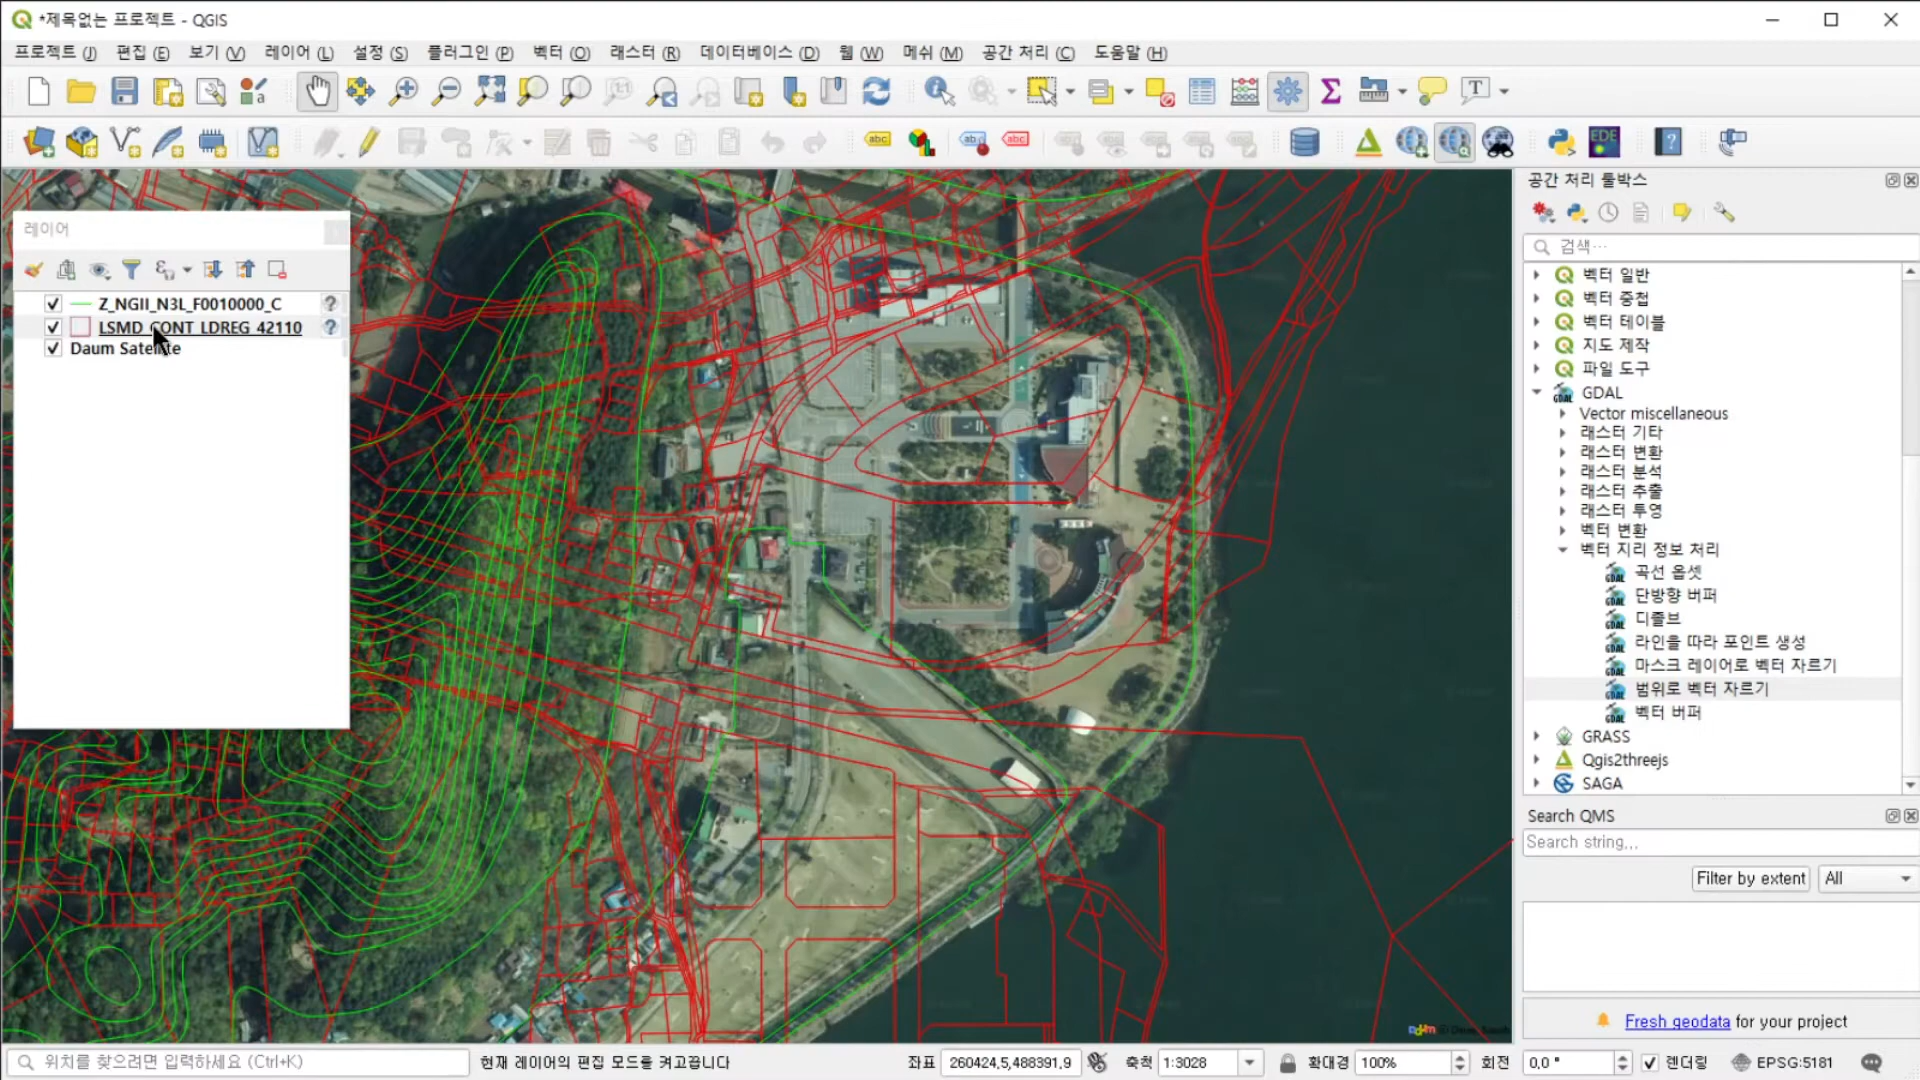 *제목없는 프로젝트 - QGIS
프로젝트 (J) 편집 (E) 보기 (V) 레이어 (L) 설정 (S) 플러그인 (P) 벡터 (O) 래스터 (R) 데이터베이스 (D) 웹 (W) 메쉬 (M) 공간 처리 (C) 도움말 (H)
레이어
Z_NGII_N3L_F0010000_C
LSMD_CONT_LDREG_42110
Daum Satellite
공간 처리 툴박스
검색…
벡터 일반
벡터 중첩
벡터 테이블
지도 제작
파일 도구
GDAL
Vector miscellaneous
래스터 기타
래스터 변환
래스터 분석
래스터 추출
래스터 투영
벡터 변환
벡터 지리 정보 처리
곡선 옵셋
단방향 버퍼
디졸브
라인을 따라 포인트 생성
마스크 레이어로 벡터 자르기
범위로 벡터 자르기
벡터 버퍼
GRASS
Qgis2threejs
SAGA
Search QMS
Search string...
Filter by extent All
Fresh geodata for your project
위치를 찾으려면 입력하세요 (Ctrl+K) 현재 레이어의 편집 모드를 켜고끕니다 좌표 260424.5,488391.9 축척 1:3028 확대경 100% 회전 0.0 ° 렌더링 EPSG:5181